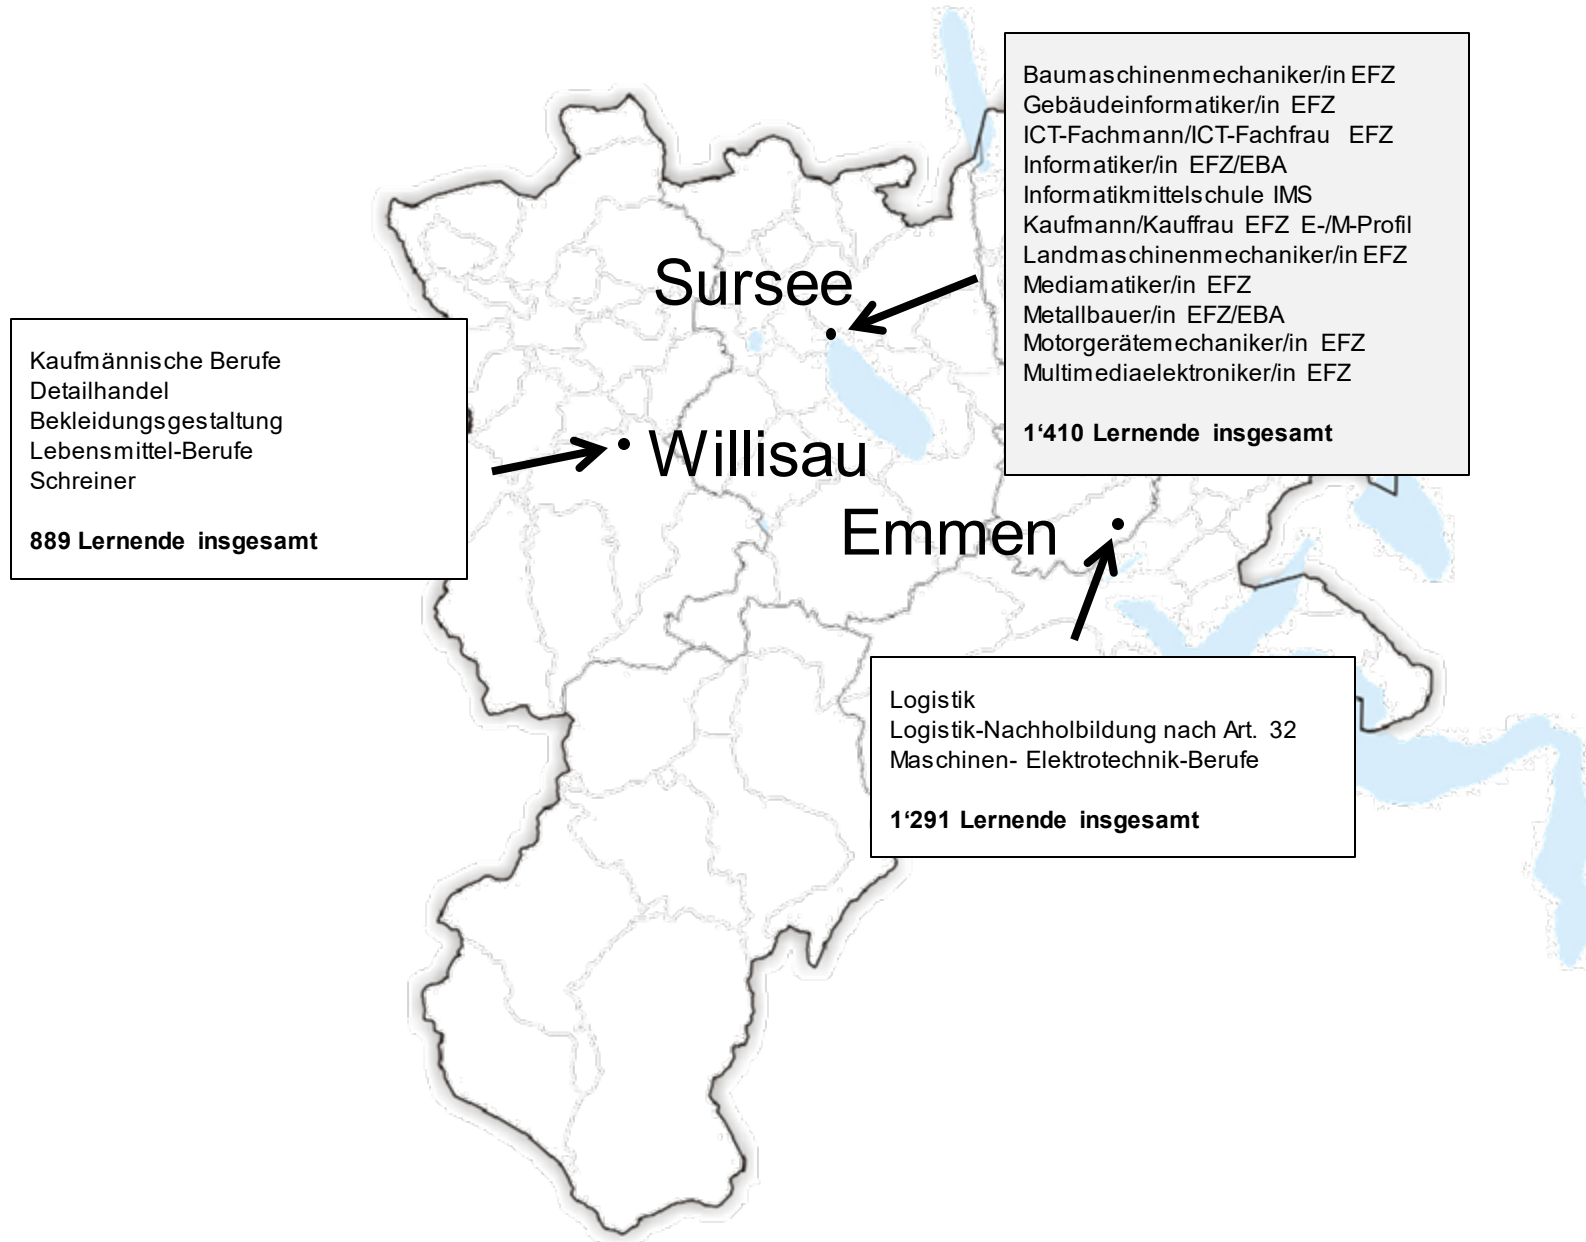 Baumaschinenmechaniker/in EFZ
Gebäudeinformatiker/in EFZ
ICT-Fachmann/ICT-Fachfrau EFZ
Informatiker/in EFZ/EBA
Informatikmittelschule IMS
Kaufmann/Kauffrau EFZ E-/M-Profil
Landmaschinenmechaniker/in EFZ
Mediamatiker/in EFZ
Metallbauer/in EFZ/EBA
Motorgerätemechaniker/in EFZ
Multimediaelektroniker/in EFZ
1‘410 Lernende insgesamt
Sursee
Kaufmännische Berufe
Detailhandel
Bekleidungsgestaltung
Lebensmittel-Berufe
Schreiner
889 Lernende insgesamt
Willisau
Emmen
Logistik
Logistik-Nachholbildung nach Art. 32
Maschinen- Elektrotechnik-Berufe
1‘291 Lernende insgesamt